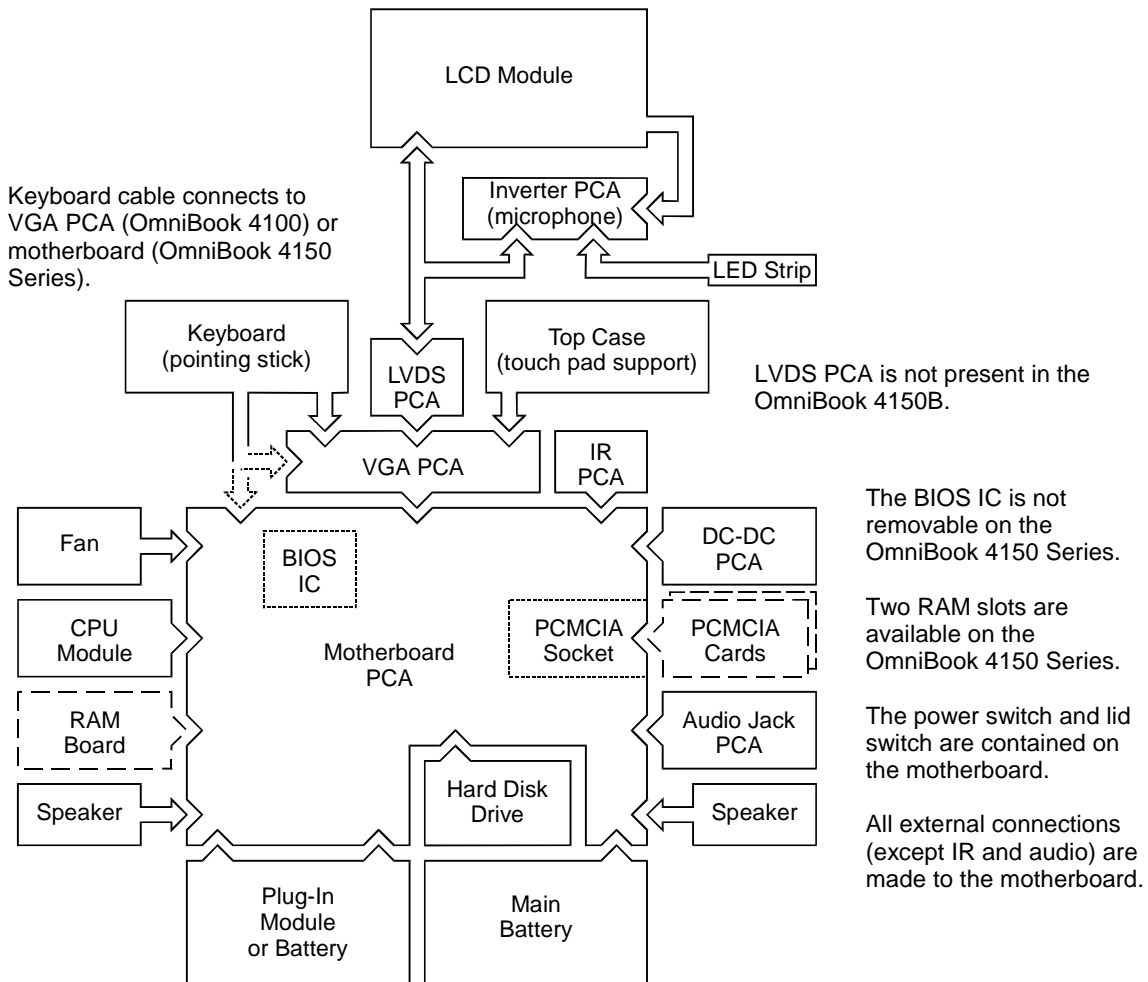 LCD Module
Keyboard cable connects to
VGA PCA (OmniBook 4100) or
motherboard (OmniBook 4150
Series).
Inverter PCA
(microphone)
LED Strip
Keyboard
(pointing stick)
LVDS
PCA
Top Case
(touch pad support)
LVDS PCA is not present in the
OmniBook 4150B.
VGA PCA
IR
PCA
Fan
BIOS
IC
DC-DC
PCA
The BIOS IC is not
removable on the
OmniBook 4150 Series.
CPU
Module
Motherboard
PCA
PCMCIA
Socket
PCMCIA
Cards
Two RAM slots are
available on the
OmniBook 4150 Series.
RAM
Board
Audio Jack
PCA
The power switch and lid
switch are contained on
the motherboard.
Speaker
Hard Disk
Drive
Speaker
All external connections
(except IR and audio) are
made to the motherboard.
Plug-In
Module
or Battery
Main
Battery